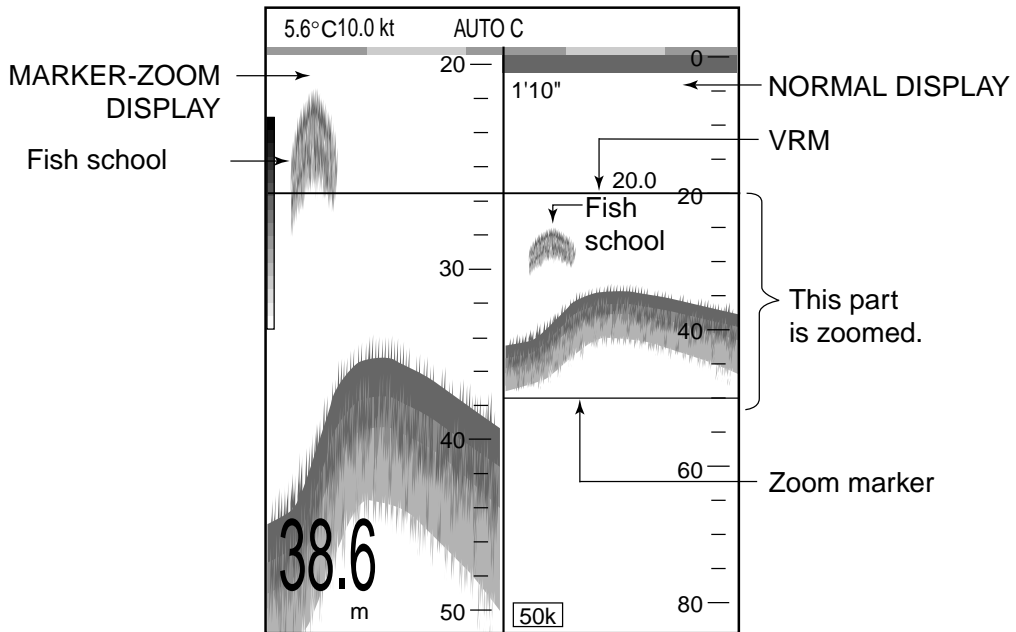 5.6°C10.0 kt AUTO C
MARKER-ZOOM
DISPLAY
Fish school
20
30
40
50
38.6
m
0
1'10"
NORMAL DISPLAY
VRM
20.0
20
Fish
school
This part
is zoomed.
40
60
Zoom marker
80
50k